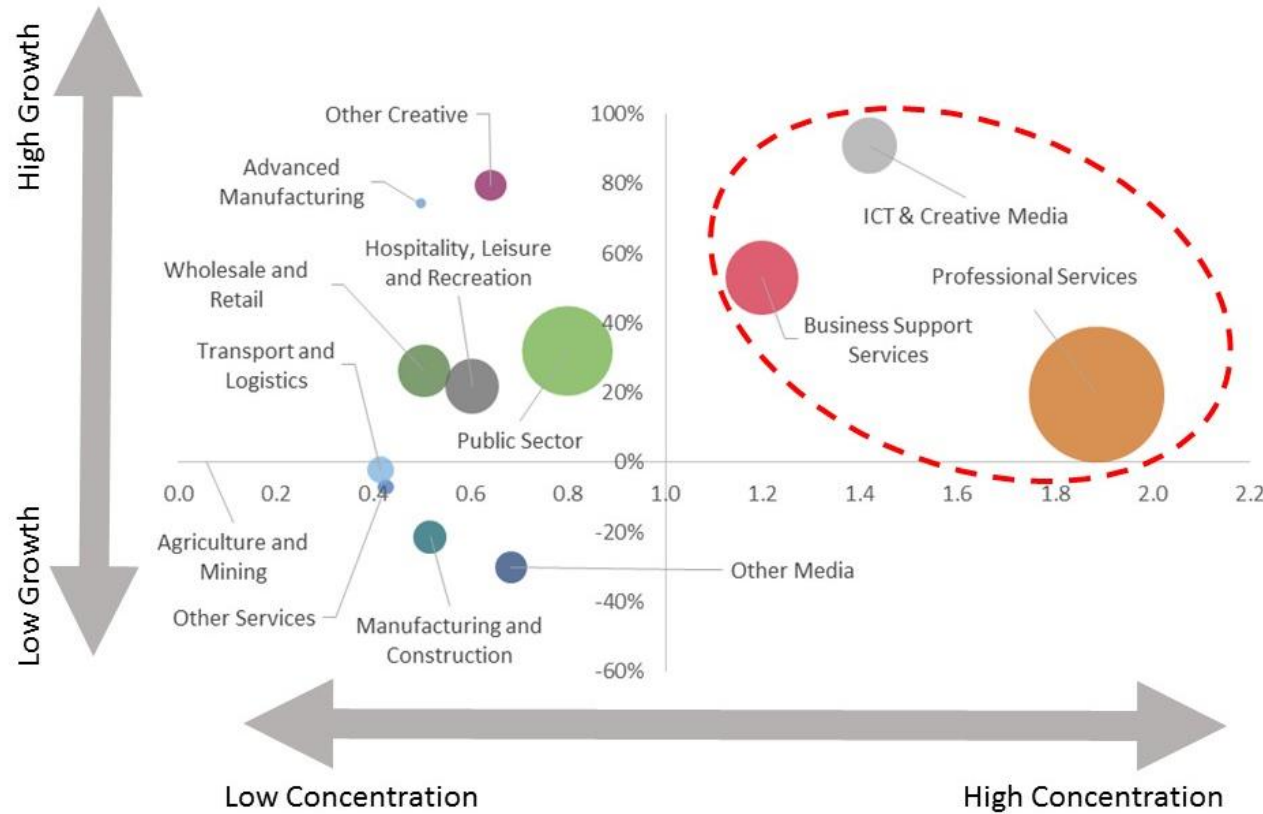 High Growth
Low Growth
Other Creative
100%
Advanced
Manufacturing
80%
ICT & Creative Media
Hospitality, Leisure
and Recreation
60%
Wholesale and
Retail
Professional Services
40%
Business Support
Services
Transport and
Logistics
20%
Public Sector
0%
0.0 0.2 0.4 0.6 0.8 1.0 1.2 1.4 1.6 1.8 2.0 2.2
-20%
Agriculture and
Mining
Other Media
-40%
Other Services
Manufacturing and
Construction
-60%
Low Concentration
High Concentration